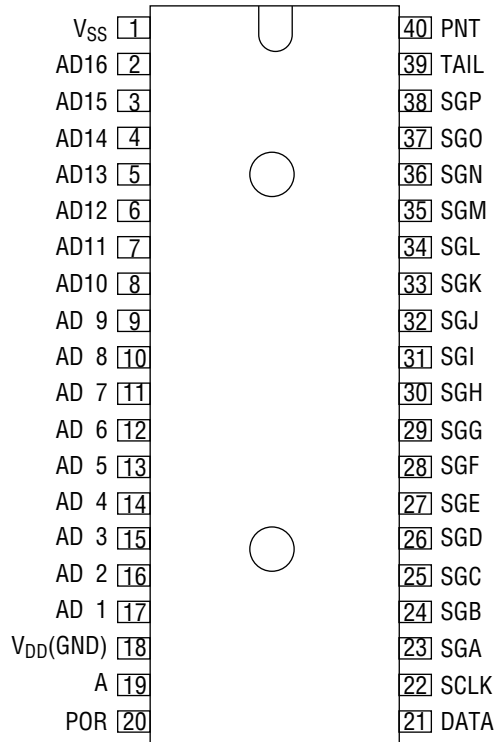 VSS 1 40 PNT
AD16 2 39 TAIL
AD15 3 38 SGP
AD14 4 37 SGO
AD13 5 36 SGN
AD12 6 35 SGM
AD11 7 34 SGL
AD10 8 33 SGK
AD 9 9 32 SGJ
AD 8 10 31 SGI
AD 7 11 30 SGH
AD 6 12 29 SGG
AD 5 13 28 SGF
AD 4 14 27 SGE
AD 3 15 26 SGD
AD 2 16 25 SGC
AD 1 17 24 SGB
VDD(GND) 18 23 SGA
A 19 22 SCLK
POR 20 21 DATA